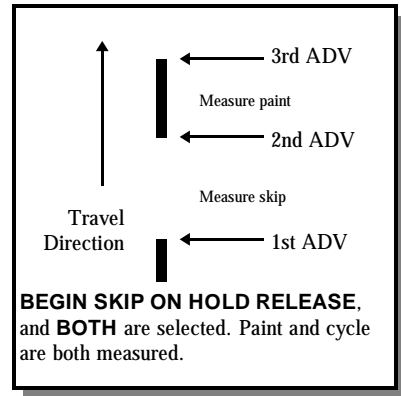 3rd ADV
Measure paint
2nd ADV
Measure skip
Travel
Direction
1st ADV
BEGIN SKIP ON HOLD RELEASE,
and BOTH are selected. Paint and cycle
are both measured.